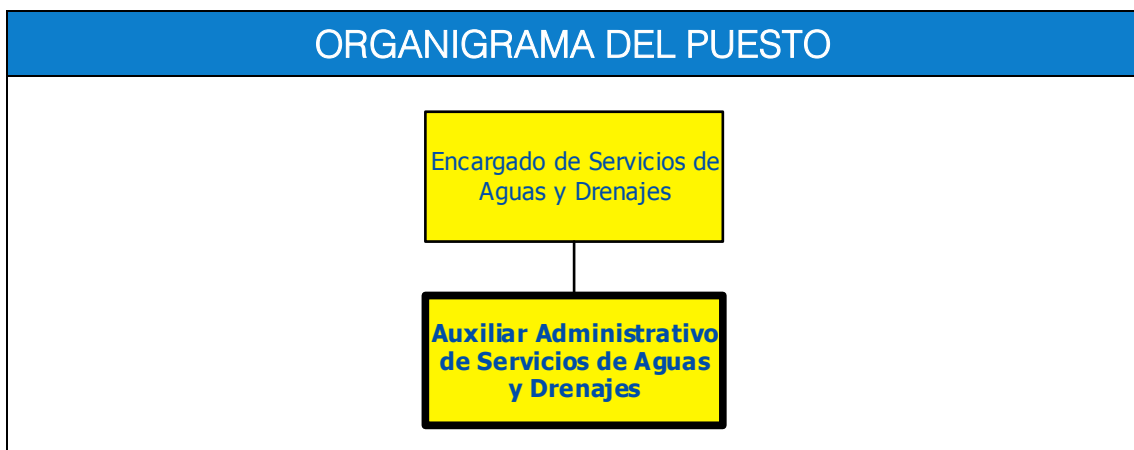 ORGANIGRAMA DEL PUESTO
Encargado de Servicios de
Aguas y Drenajes
Auxiliar Administrativo
de Servicios de Aguas
y Drenajes